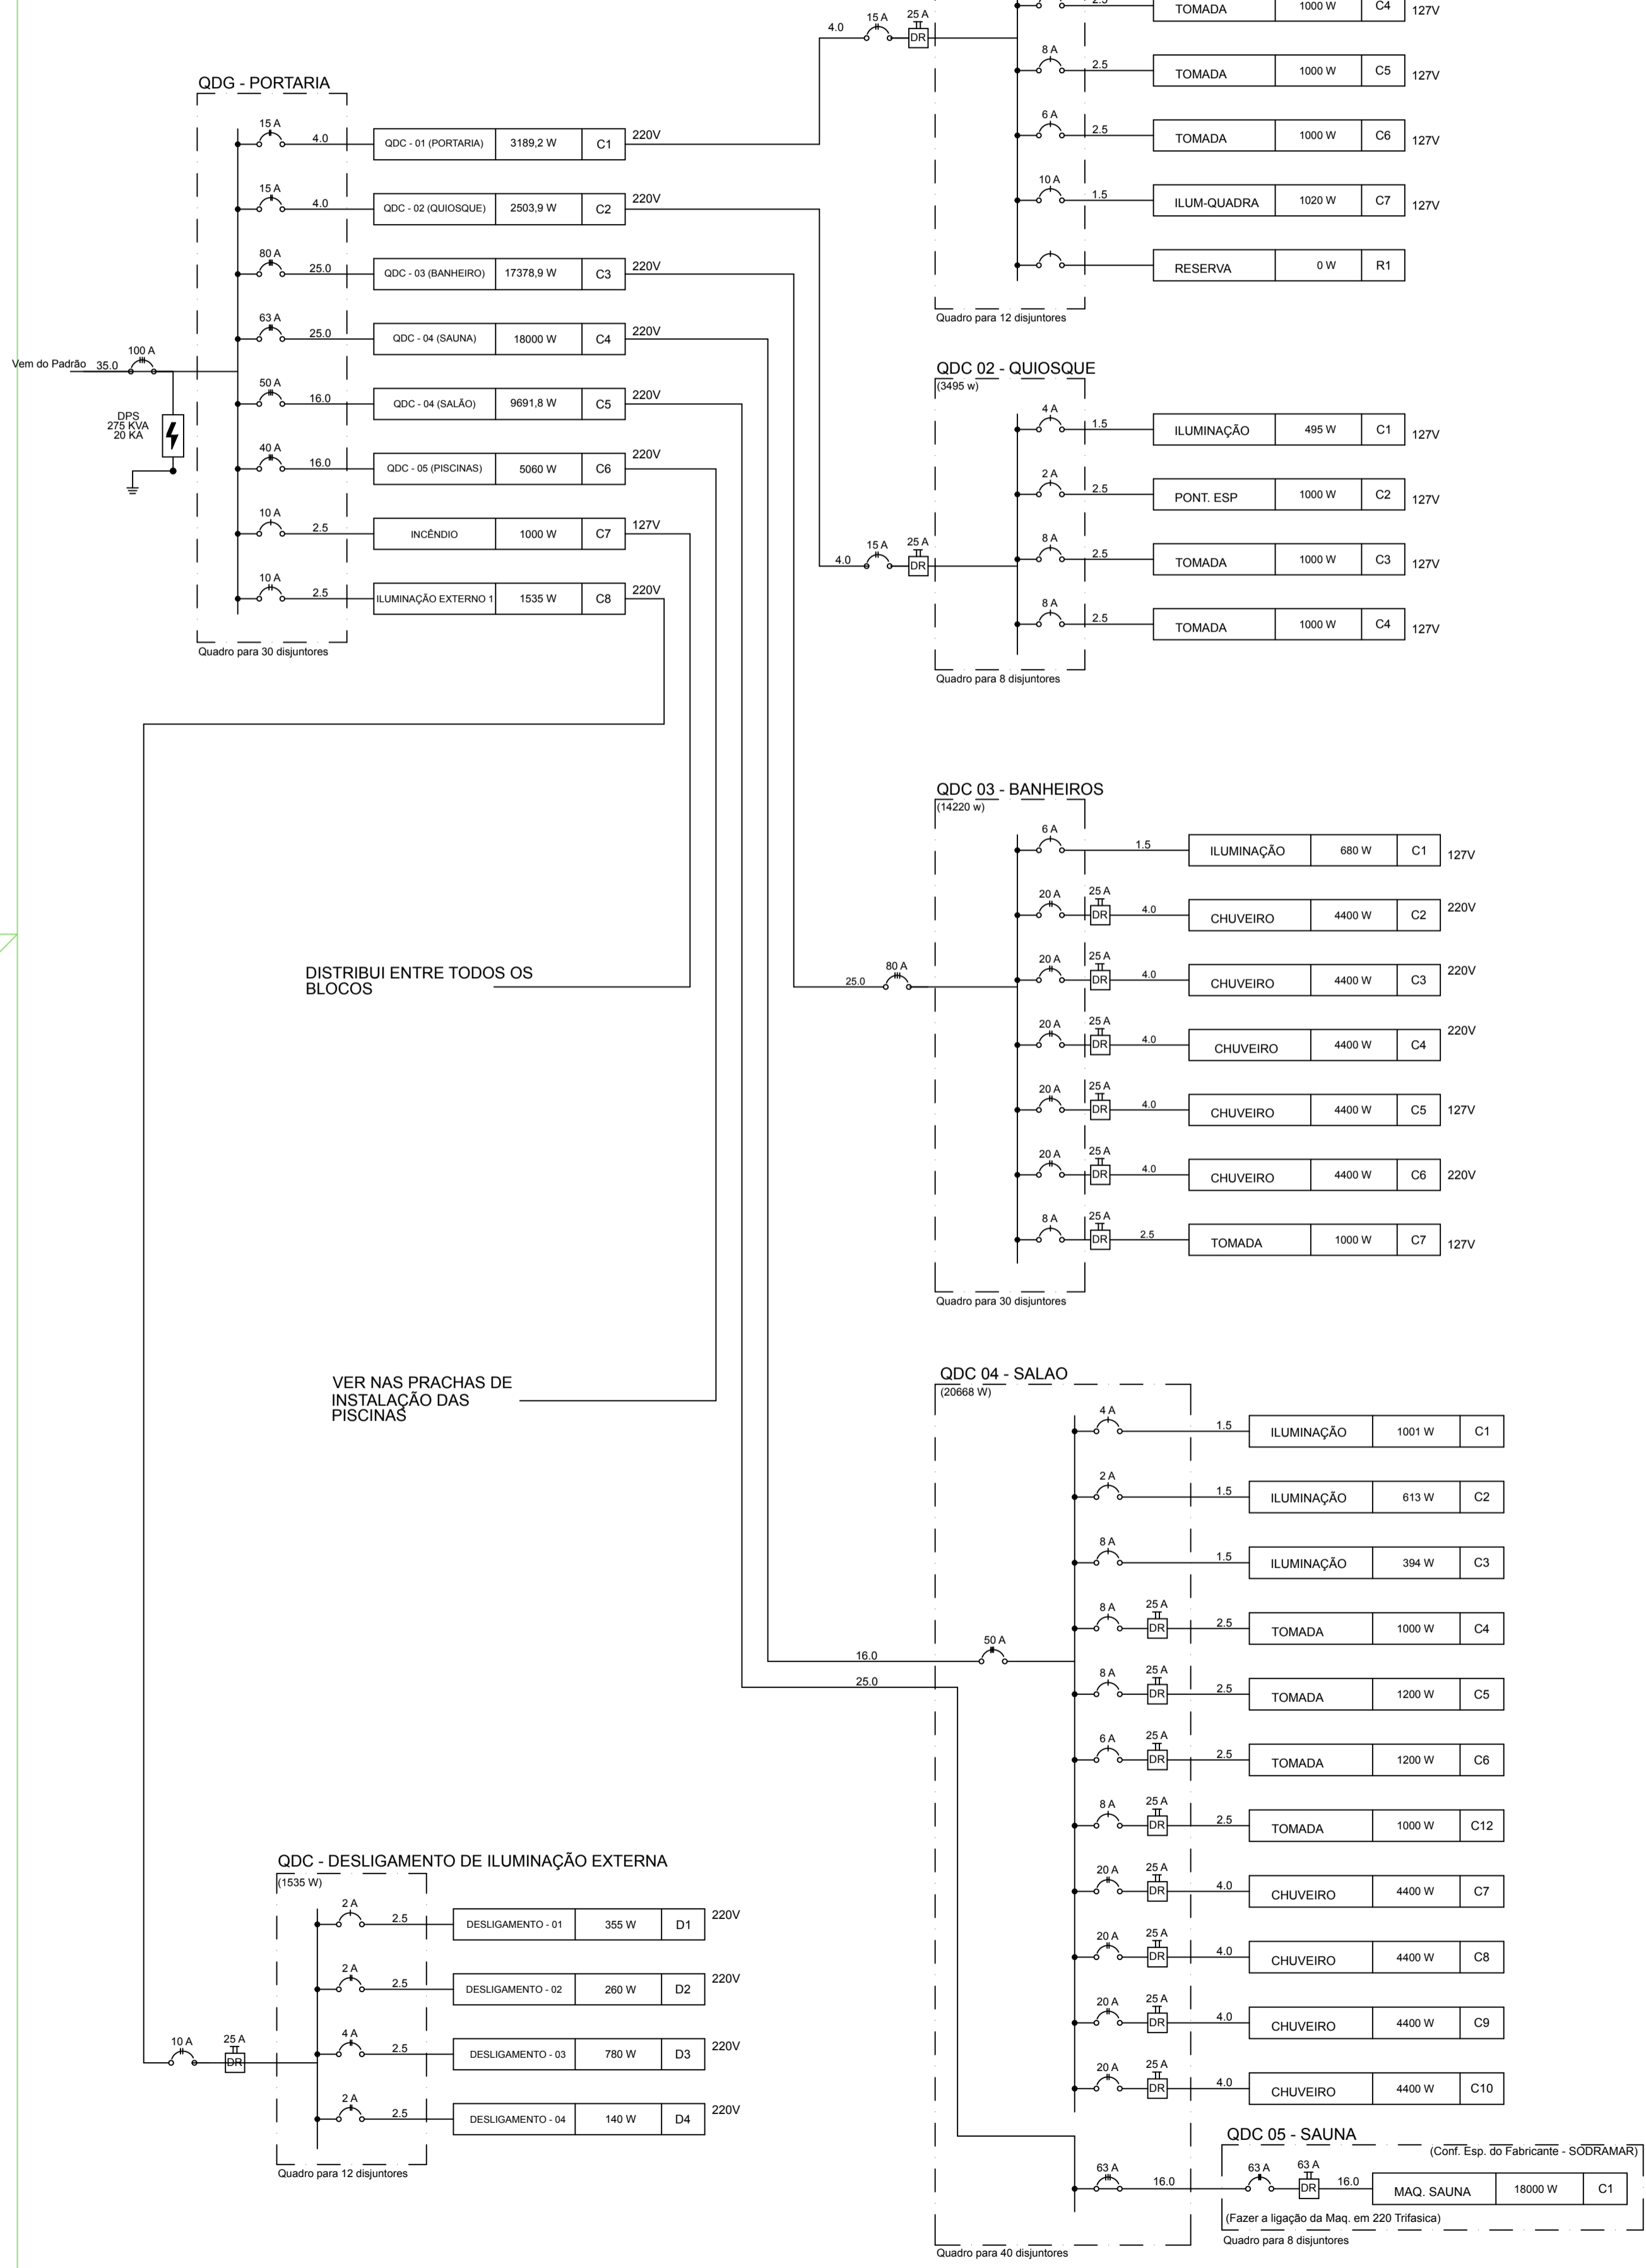 QDG - PORTARIA
15 A
4.0
QDC - 01 (PORTARIA) 3189,2 W C1
220V
15 A
4.0
QDC - 02 (QUIOSQUE) 2503,9 W C2
220V
80 A
25.0
QDC - 03 (BANHEIRO) 17378,9 W C3
220V
63 A
25.0
QDC - 04 (SAUNA) 18000 W C4
220V
Vem do Padrão 35.0
100 A
DPS
275 KVA
20 KA
50 A
16.0
QDC - 04 (SALÃO) 9691,8 W C5
220V
40 A
16.0
QDC - 05 (PISCINAS) 5060 W C6
220V
10 A
2.5
INCÊNDIO 1000 W C7
127V
10 A
2.5
ILUMINAÇÃO EXTERNO 1 1535 W C8
220V
Quadro para 30 disjuntores
4.0
15 A
25 A
DR
2.5
TOMADA 1000 W C4 127V
8 A
2.5
TOMADA 1000 W C5 127V
6 A
2.5
TOMADA 1000 W C6 127V
10 A
1.5
ILUM-QUADRA 1020 W C7 127V
RESERVA 0 W R1
Quadro para 12 disjuntores
QDC 02 - QUIOSQUE
(3495 w)
4.0
15 A
25 A
DR
4 A
1.5
ILUMINAÇÃO 495 W C1 127V
2 A
2.5
PONT. ESP 1000 W C2 127V
8 A
2.5
TOMADA 1000 W C3 127V
8 A
2.5
TOMADA 1000 W C4 127V
Quadro para 8 disjuntores
QDC 03 - BANHEIROS
(14220 w)
25.0
80 A
6 A
1.5
ILUMINAÇÃO 680 W C1 127V
20 A
25 A
DR
4.0
CHUVEIRO 4400 W C2 220V
20 A
25 A
DR
4.0
CHUVEIRO 4400 W C3 220V
20 A
25 A
DR
4.0
CHUVEIRO 4400 W C4 220V
20 A
25 A
DR
4.0
CHUVEIRO 4400 W C5 127V
20 A
25 A
DR
4.0
CHUVEIRO 4400 W C6 220V
8 A
25 A
DR
2.5
TOMADA 1000 W C7 127V
Quadro para 30 disjuntores
DISTRIBUI ENTRE TODOS OS
BLOCOS
VER NAS PRACHAS DE
INSTALAÇÃO DAS
PISCINAS
QDC 04 - SALAO
(20668 W)
16.0
50 A
25.0
4 A
1.5
ILUMINAÇÃO 1001 W C1
2 A
1.5
ILUMINAÇÃO 613 W C2
8 A
1.5
ILUMINAÇÃO 394 W C3
8 A
25 A
DR
2.5
TOMADA 1000 W C4
8 A
25 A
DR
2.5
TOMADA 1200 W C5
6 A
25 A
DR
2.5
TOMADA 1200 W C6
8 A
25 A
DR
2.5
TOMADA 1000 W C12
20 A
25 A
DR
4.0
CHUVEIRO 4400 W C7
20 A
25 A
DR
4.0
CHUVEIRO 4400 W C8
20 A
25 A
DR
4.0
CHUVEIRO 4400 W C9
20 A
25 A
DR
4.0
CHUVEIRO 4400 W C10
63 A
16.0
Quadro para 40 disjuntores
QDC 05 - SAUNA
(Conf. Esp. do Fabricante - SODRAMAR)
63 A
63 A
DR
16.0
MAQ. SAUNA 18000 W C1
(Fazer a ligação da Maq. em 220 Trifasica)
Quadro para 8 disjuntores
QDC - DESLIGAMENTO DE ILUMINAÇÃO EXTERNA
(1535 W)
10 A
25 A
DR
2 A
2.5
DESLIGAMENTO - 01 355 W D1
220V
2 A
2.5
DESLIGAMENTO - 02 260 W D2
220V
4 A
2.5
DESLIGAMENTO - 03 780 W D3
220V
2 A
2.5
DESLIGAMENTO - 04 140 W D4
220V
Quadro para 12 disjuntores